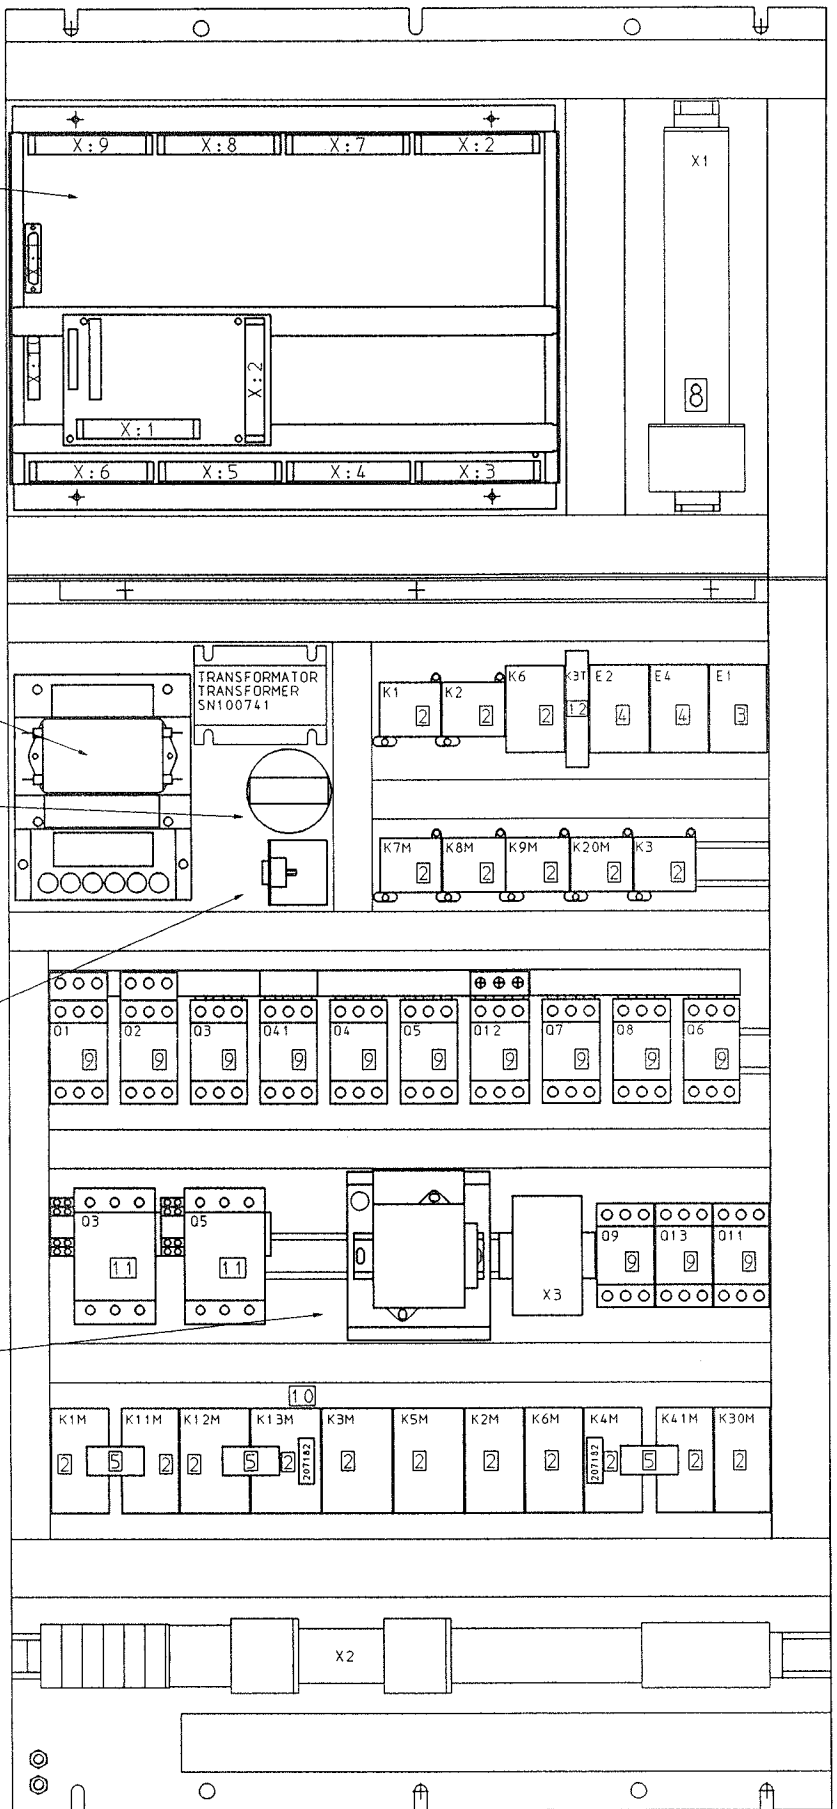 X:9 X:8 X:7 X:2
X1
X:2
X:1
8
X:6 X:5 X:4 X:3
TRANSFORMATOR
TRANSFORMER
SN100741
K1 K2 K6 K3T E2 E4 E1
2 2 2 12 4 4 3
K7M K8M K9M K20M K3
2 2 2 2 2
Q1 Q2 Q3 Q41 Q4 Q5 Q12 Q7 Q8 Q6
9 9 9 9 9 9 9 9 9 9
Q3 Q5 Q9 Q13 Q11
11 11 9 9 9
X3
10
K1M K11M K12M K13M K3M K5M K2M K6M K4M K41M K30M
2 5 2 2 5 2 207182 2 2 2 2 207182 2 5 2 2
X2